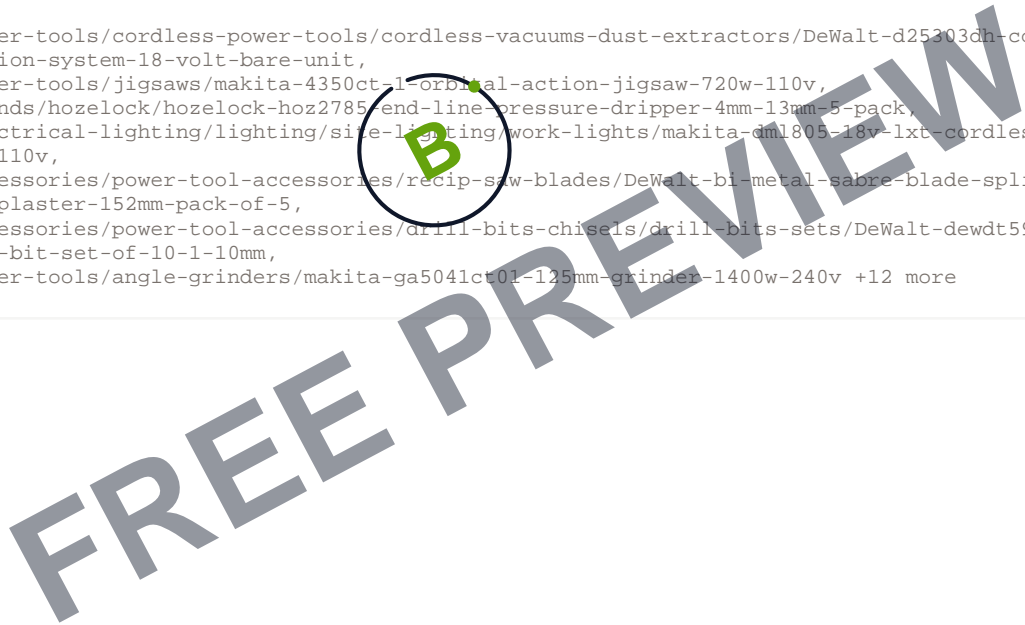 er-tools/cordless-power-tools/cordless-vacuums-dust-extractors/DeWalt-d25303dh-co
ion-system-18-volt-bare-unit,
er-tools/jigsaws/makita-4350ct-1-orbital-action-jigsaw-720w-110v,
nds/hozelock/hozelock-hoz2785-end-line-pressure-dripper-4mm-13mm-5-pack,
ctrical-lighting/lighting/site-lighting/work-lights/makita-dml805-18v-lxt-cordles
110v,
essories/power-tool-accessories/recip-saw-blades/DeWalt-bi-metal-sabre-blade-spli
plaster-152mm-pack-of-5,
essories/power-tool-accessories/drill-bits-chisels/drill-bits-sets/DeWalt-dewdt59
-bit-set-of-10-1-10mm,
er-tools/angle-grinders/makita-ga5041ct01-125mm-grinder-1400w-240v +12 more
B
FREE PREVIEW